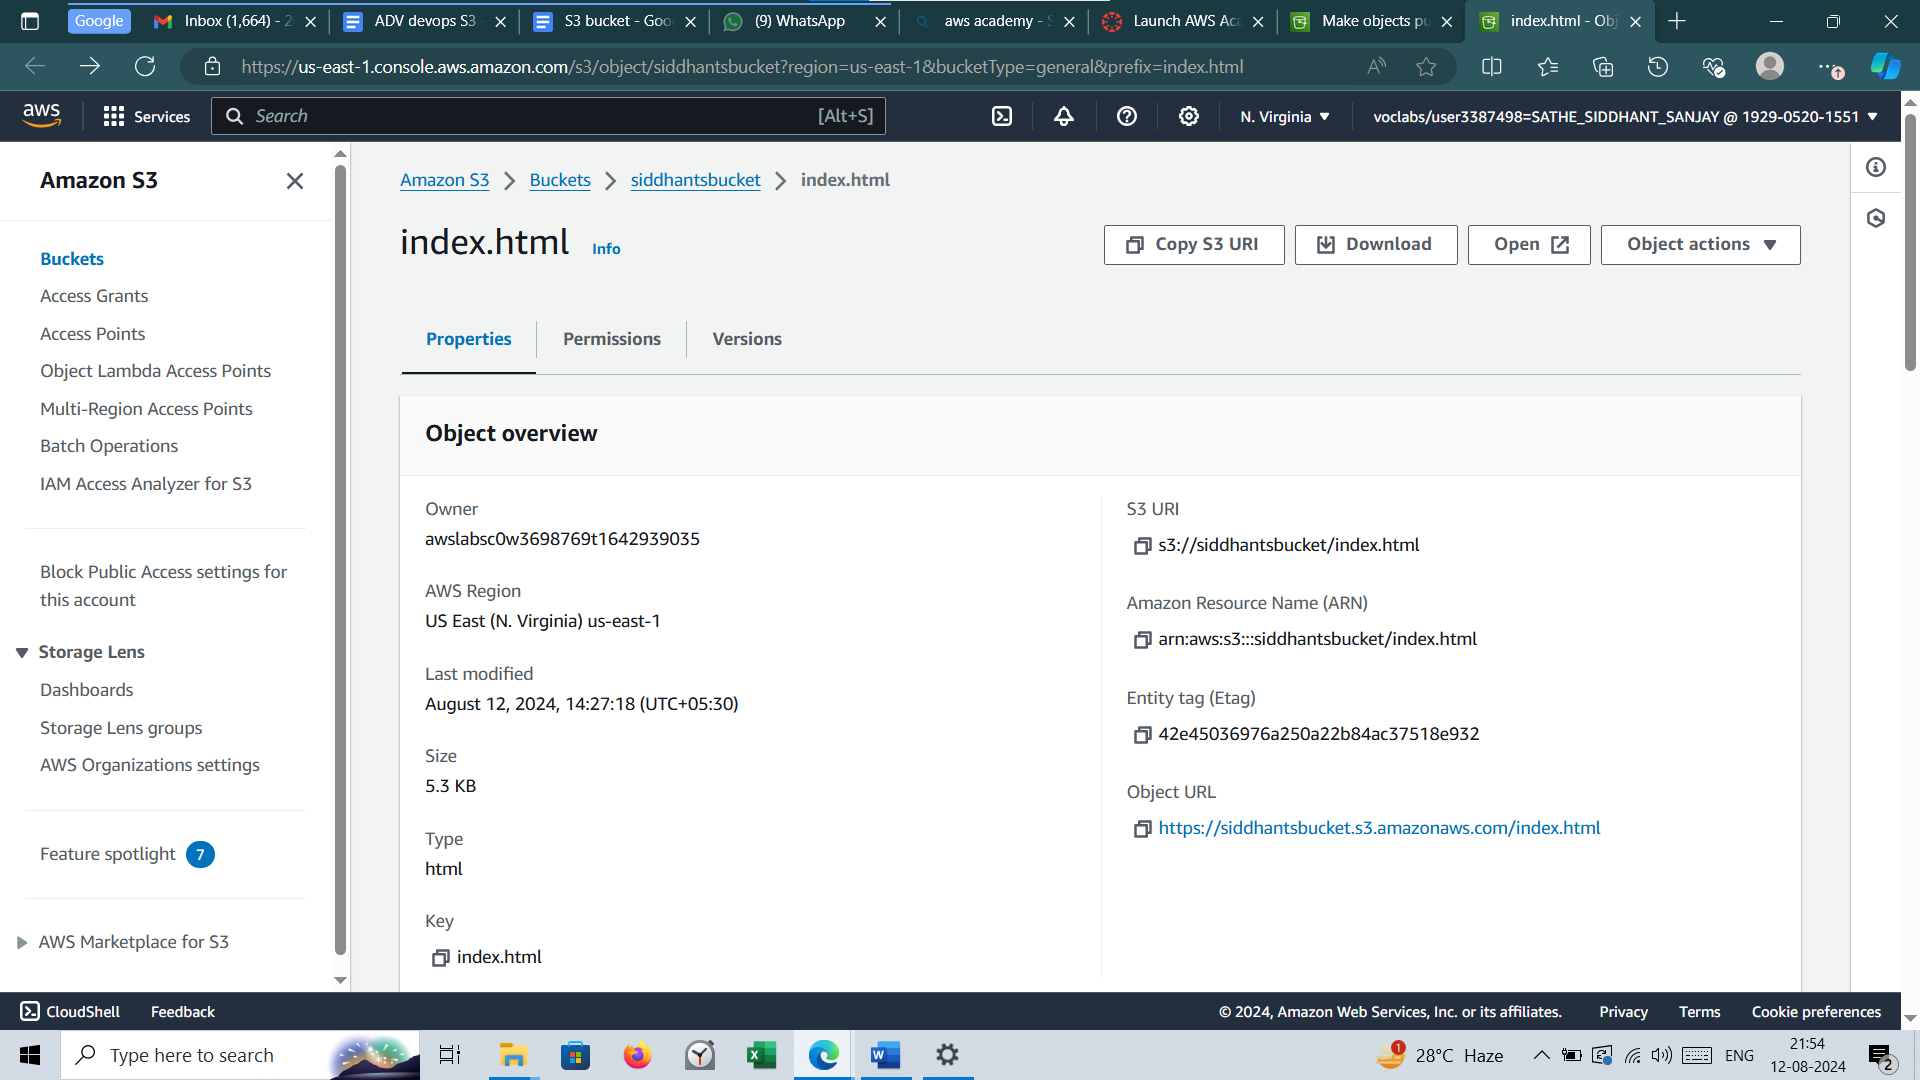 Google
Inbox (1,664) - 2
ADV devops S3 -
S3 bucket - Goo
(9) WhatsApp
aws academy - S
Launch AWS Aca
Make objects pu
index.html - Obj
https://us-east-1.console.aws.amazon.com/s3/object/siddhantsbucket?region=us-east-1&bucketType=general&prefix=index.html
aws
Services
Search
[Alt+S]
N. Virginia
voclabs/user3387498=SATHE_SIDDHANT_SANJAY @ 1929-0520-1551
Amazon S3
Buckets
Access Grants
Access Points
Object Lambda Access Points
Multi-Region Access Points
Batch Operations
IAM Access Analyzer for S3
Block Public Access settings for
this account
Storage Lens
Dashboards
Storage Lens groups
AWS Organizations settings
Feature spotlight 7
AWS Marketplace for S3
Amazon S3 > Buckets > siddhantsbucket > index.html
index.html Info
Copy S3 URI
Download
Open
Object actions
Properties
Permissions
Versions
Object overview
Owner
awslabsc0w3698769t1642939035
AWS Region
US East (N. Virginia) us-east-1
Last modified
August 12, 2024, 14:27:18 (UTC+05:30)
Size
5.3 KB
Type
html
Key
index.html
S3 URI
s3://siddhantsbucket/index.html
Amazon Resource Name (ARN)
arn:aws:s3:::siddhantsbucket/index.html
Entity tag (Etag)
42e45036976a250a22b84ac37518e932
Object URL
https://siddhantsbucket.s3.amazonaws.com/index.html
CloudShell
Feedback
© 2024, Amazon Web Services, Inc. or its affiliates.
Privacy
Terms
Cookie preferences
Type here to search
1
28°C Haze
ENG
21:54
12-08-2024
2